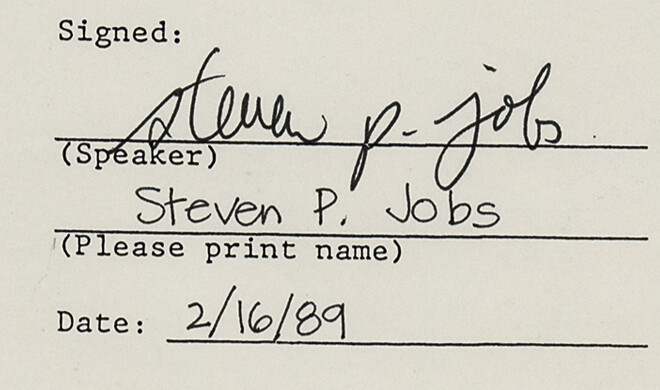 Signed:
steven p. jobs
(Speaker)
Steven P. Jobs
(Please print name)
Date: 2/16/89